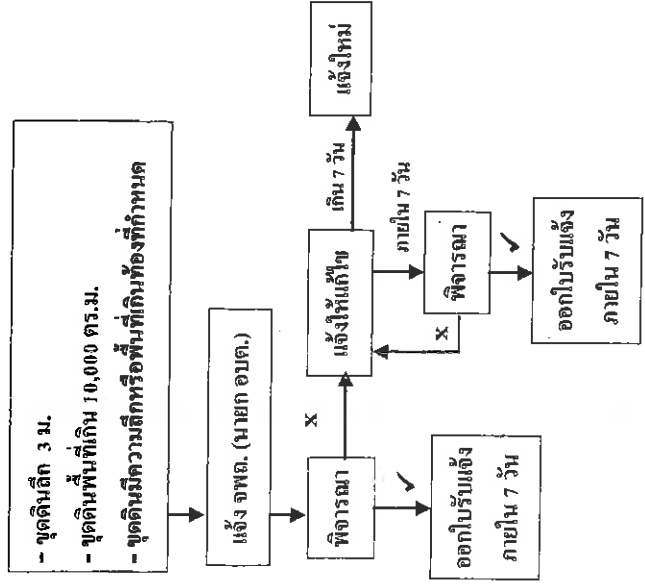 - ขุดดินลึก 3 ม.
- ขุดดินพื้นที่เกิน 10,000 ตร.ม.
- ขุดดินมีความลึกหรือพื้นที่เกินท้องที่กำหนด
แจ้ง จพถ. (นายก อบต.)
พิจารณา
X
แจ้งให้แก้ไข
เกิน 7 วัน
แจ้งใหม่
ภายใน 7 วัน
พิจารณา
X
ออกใบรับแจ้ง
ภายใน 7 วัน
ออกใบรับแจ้ง
ภายใน 7 วัน